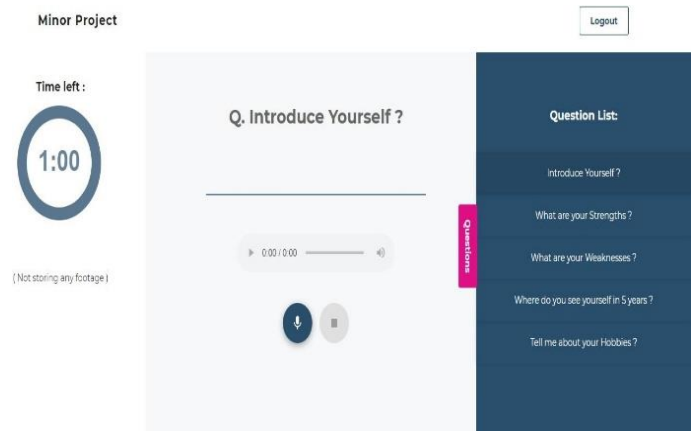 Minor Project
Logout
Time left :
1:00
( Not storing any footage )
Q. Introduce Yourself ?
0:00 / 0:00
Questions
Question List:
Introduce Yourself ?
What are your Strengths ?
What are your Weaknesses ?
Where do you see yourself in 5 years ?
Tell me about your Hobbies ?